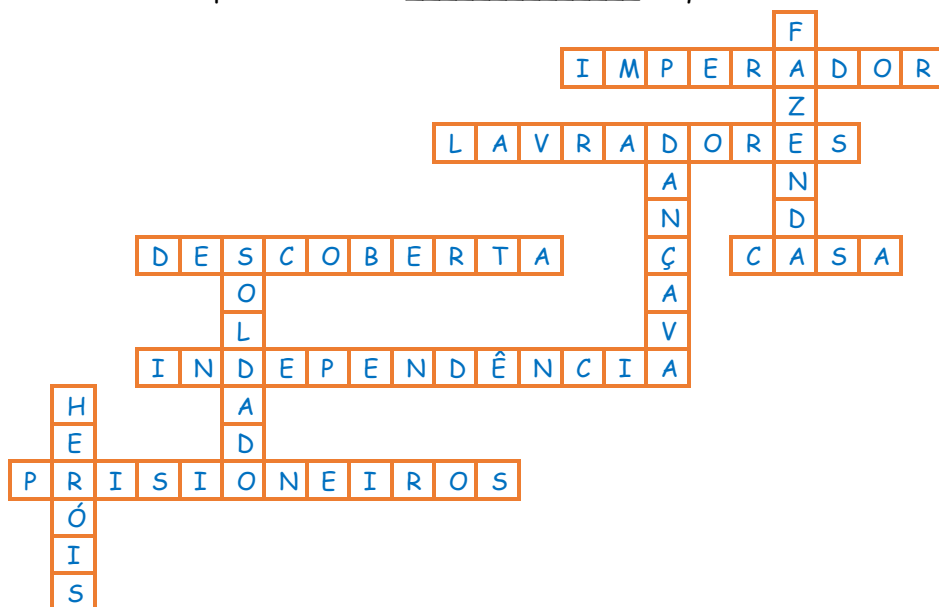 F
IMPERADOR
Z
LAVRADORES
A N
N D
DESCOBERTA Ç CASA
O A
L V
INDEPENDÊNCIA
H A
E D
PRISIONEIROS
Ó
I
S